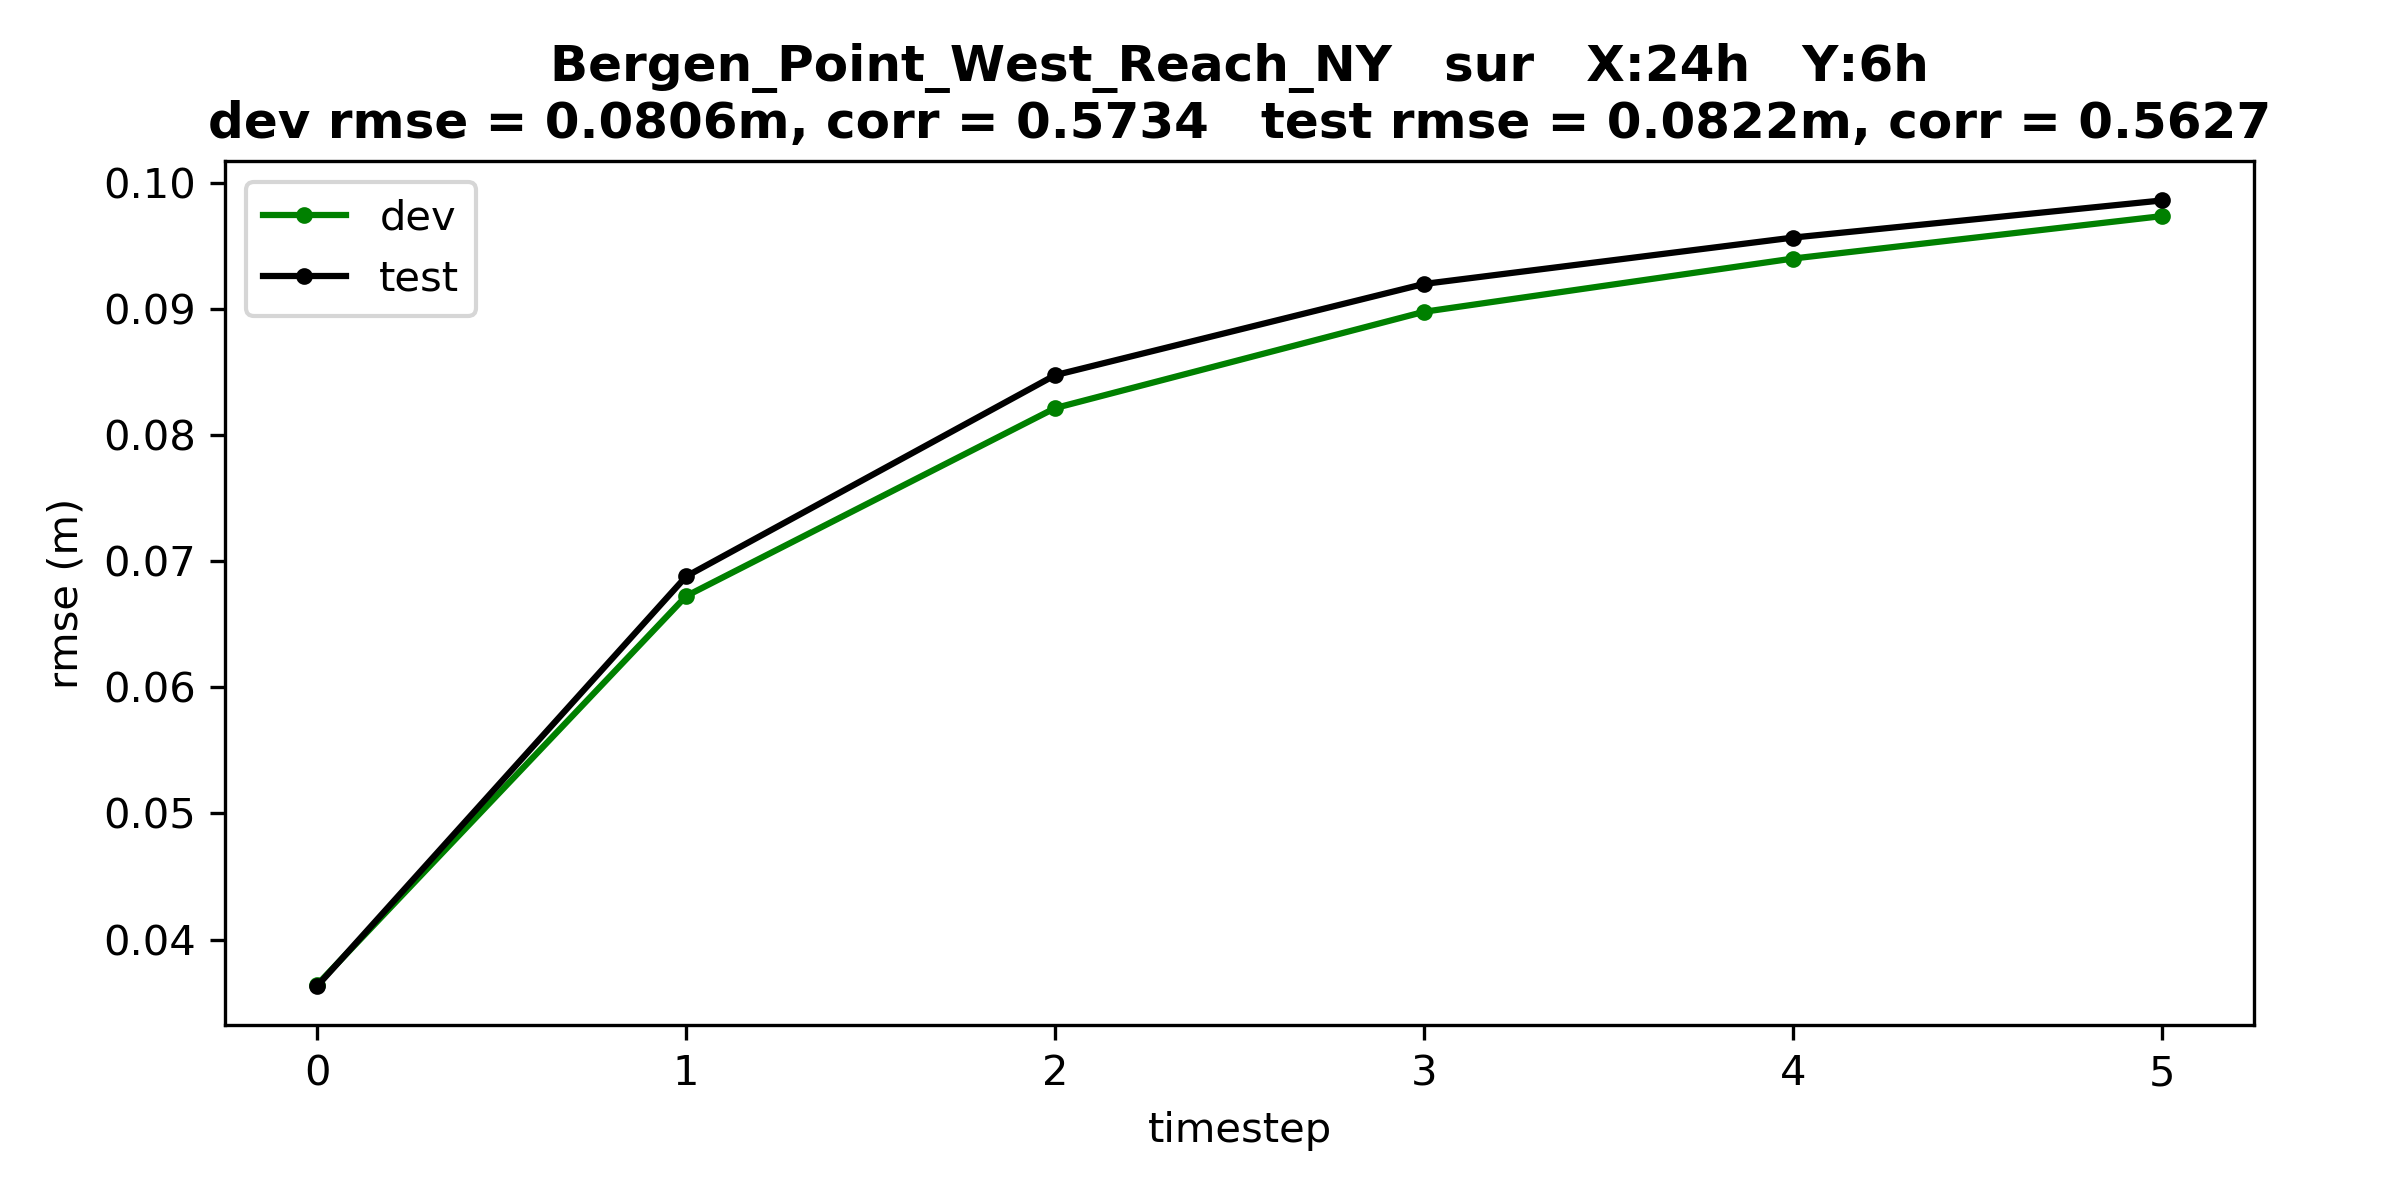 Bergen_Point_West_Reach_NY   sur   X:24h   Y:6h
dev rmse = 0.0806m, corr = 0.5734   test rmse = 0.0822m, corr = 0.5627
dev
test
0.10
0.09
0.08
0.07
0.06
0.05
0.04
rmse (m)
0 1 2 3 4 5
timestep